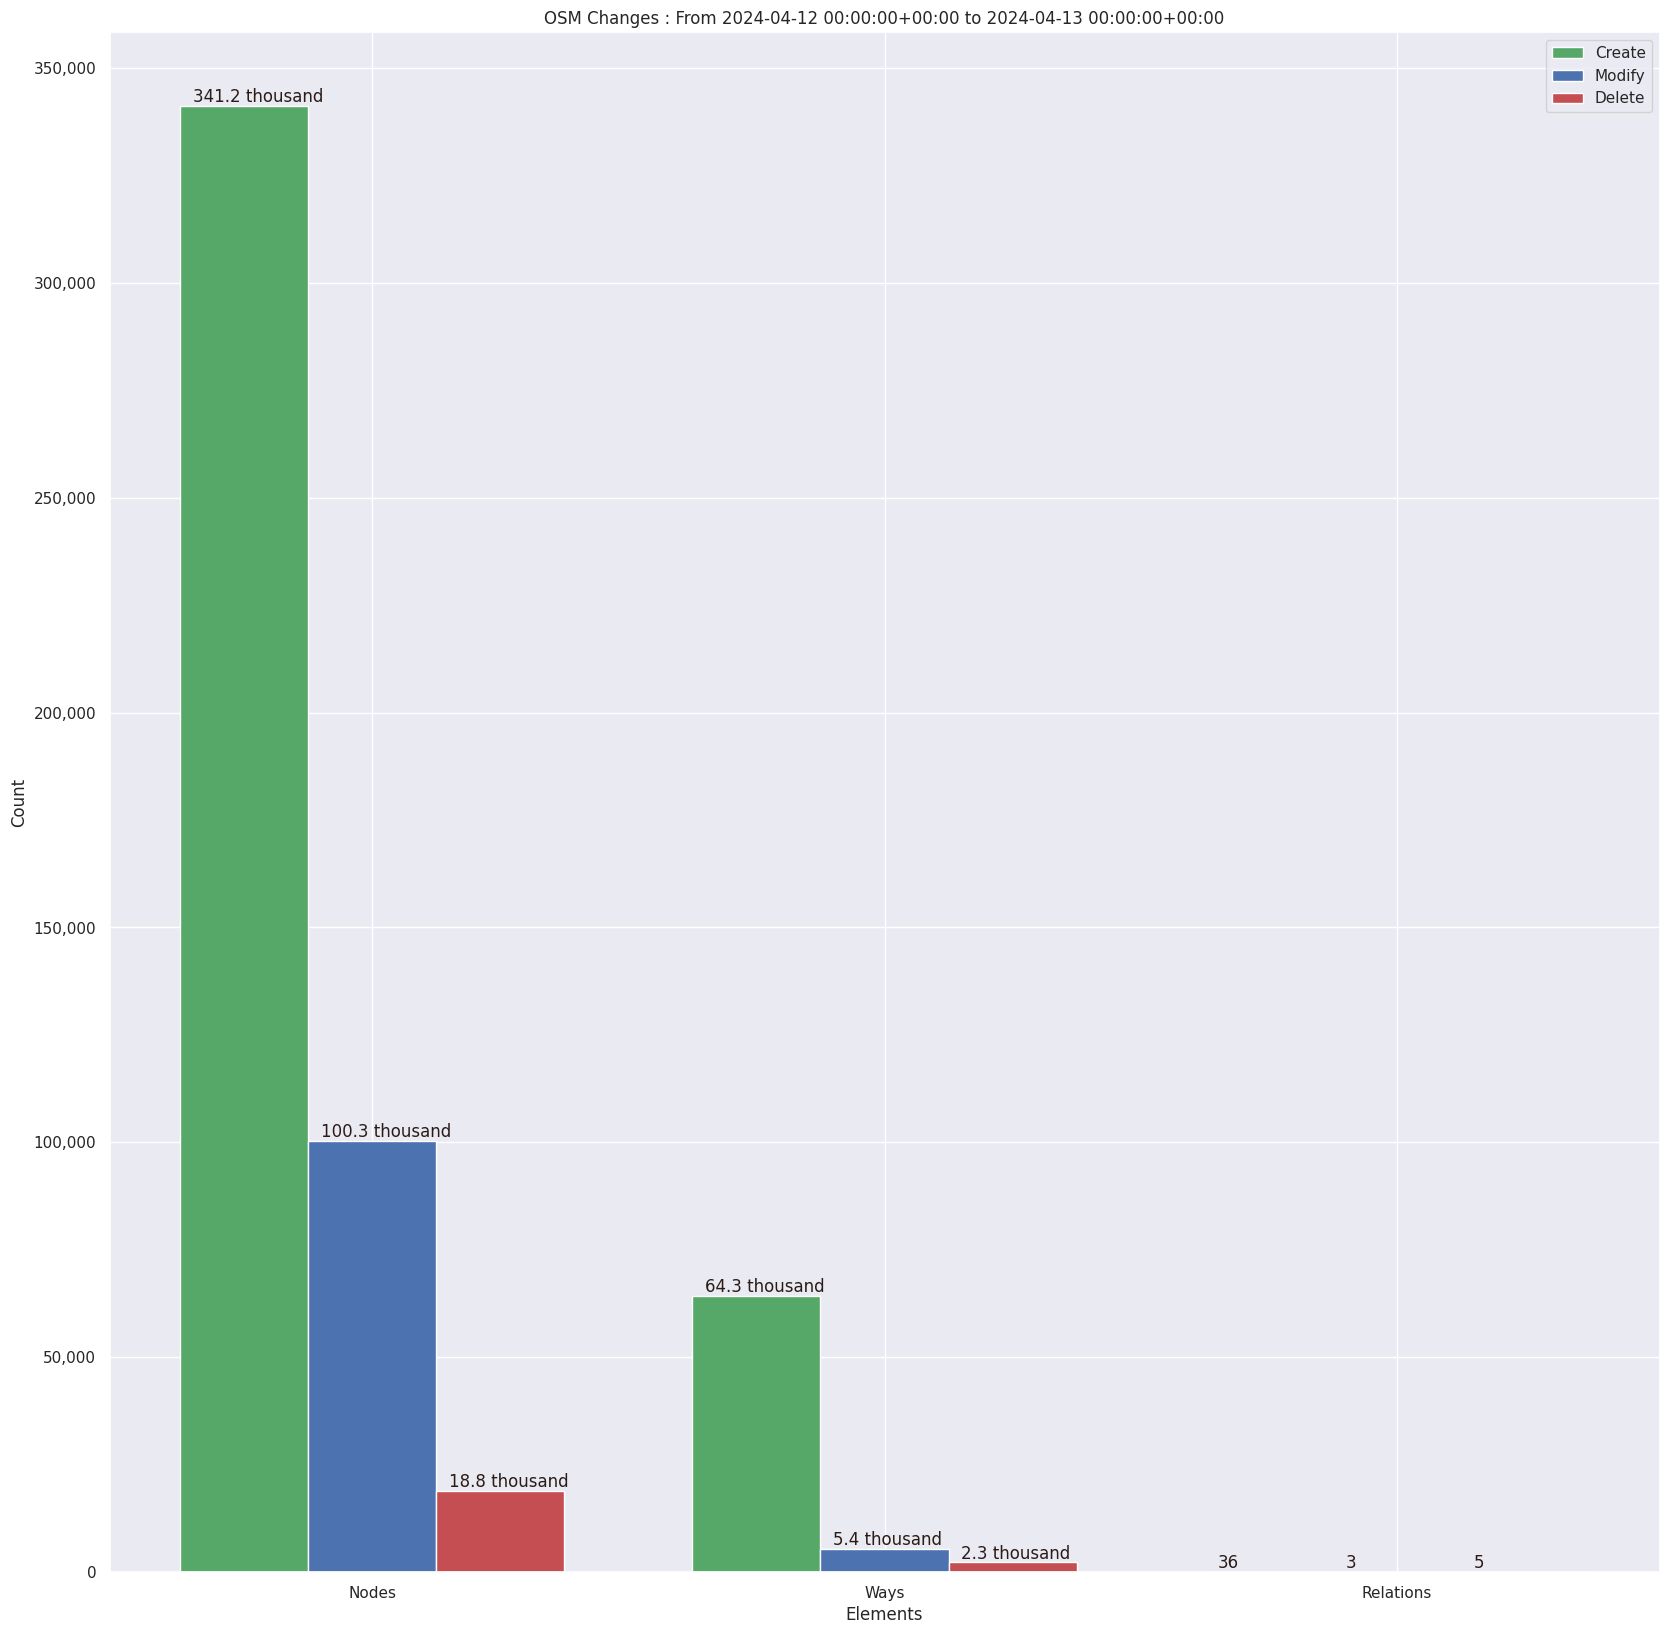 OSM Changes : From 2024-04-12 00:00:00+00:00 to 2024-04-13 00:00:00+00:00
Create
Modify
Delete
350,000
300,000
250,000
200,000
150,000
100,000
50,000
0
Count
341.2 thousand
100.3 thousand
18.8 thousand
64.3 thousand
5.4 thousand
2.3 thousand
36
3
5
Nodes
Ways
Relations
Elements